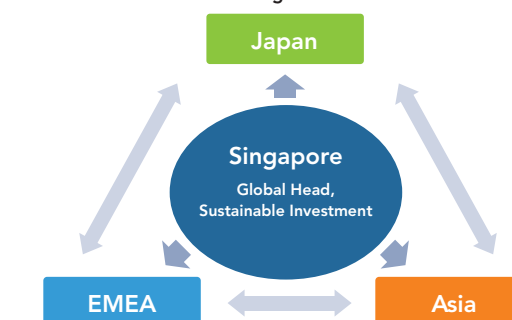 Japan
Singapore
Global Head,
Sustainable Investment
EMEA
Asia